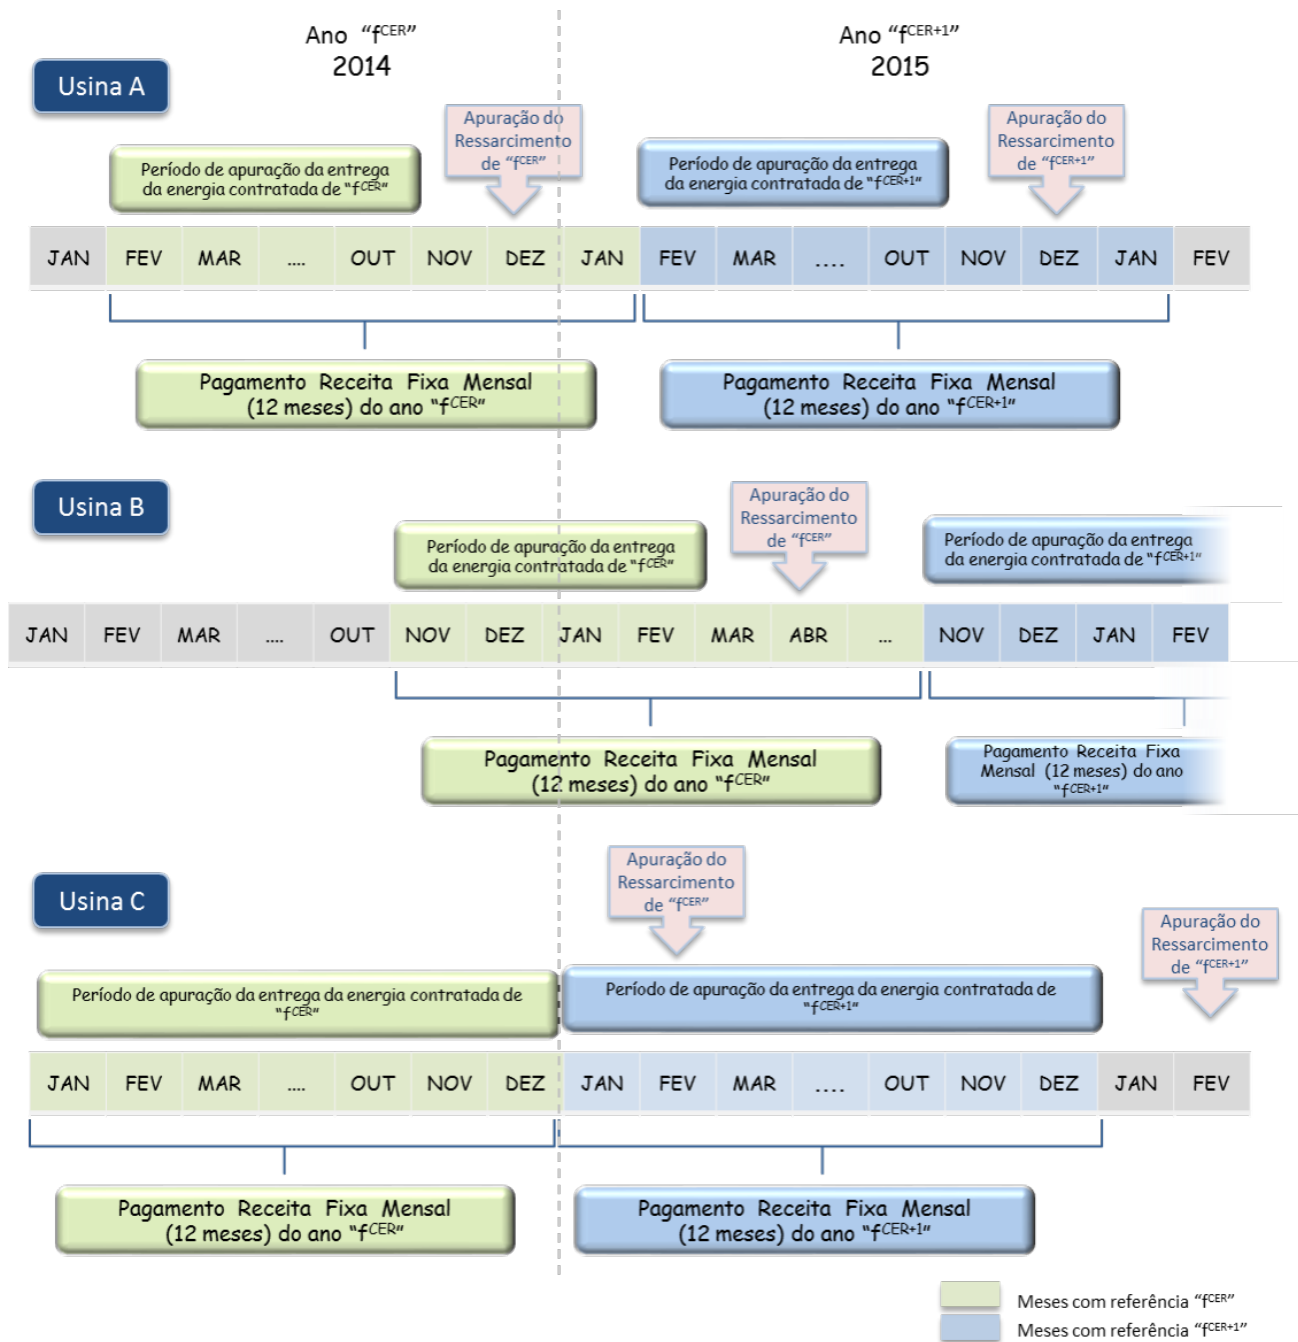 Ano “fCER”
2014
Ano “fCER+1”
2015
Usina A
Apuração do
Ressarcimento
de “fCER”
Apuração do
Ressarcimento
de “fCER+1”
Período de apuração da entrega
da energia contratada de “fCER”
Período de apuração da entrega
da energia contratada de “fCER+1”
JAN FEV MAR .... OUT NOV DEZ JAN FEV MAR .... OUT NOV DEZ JAN FEV
Pagamento Receita Fixa Mensal
(12 meses) do ano “fCER”
Pagamento Receita Fixa Mensal
(12 meses) do ano “fCER+1”
Usina B
Apuração do
Ressarcimento
de “fCER”
Período de apuração da entrega
da energia contratada de “fCER”
Período de apuração da entrega
da energia contratada de “fCER+1”
JAN FEV MAR .... OUT NOV DEZ JAN FEV MAR ABR ... NOV DEZ JAN FEV
Pagamento Receita Fixa Mensal
(12 meses) do ano “fCER”
Pagamento Receita Fixa
Mensal (12 meses) do ano
“fCER+1”
Usina C
Apuração do
Ressarcimento
de “fCER”
Apuração do
Ressarcimento
de “fCER+1”
Período de apuração da entrega da energia contratada de
“fCER”
Período de apuração da entrega da energia contratada de
“fCER+1”
JAN FEV MAR .... OUT NOV DEZ JAN FEV MAR .... OUT NOV DEZ JAN FEV
Pagamento Receita Fixa Mensal
(12 meses) do ano “fCER”
Pagamento Receita Fixa Mensal
(12 meses) do ano “fCER+1”
Meses com referência “fCER”
Meses com referência “fCER+1”